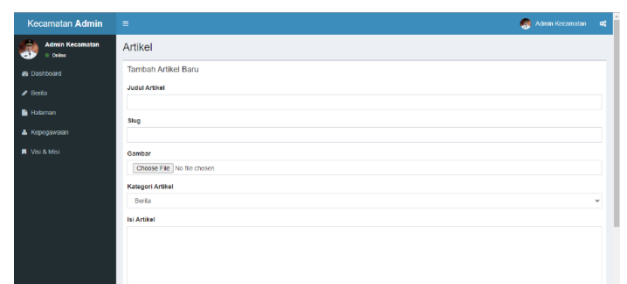 Kecamatan Admin
Admin Kecamatan
Admin Kecamatan
Online
Artikel
Dashboard
Berita
Halaman
Kepegawaian
Visi & Misi
Tambah Artikel Baru
Judul Artikel
Slug
Gambar
Choose File No file chosen
Kategori Artikel
Berita
Isi Artikel